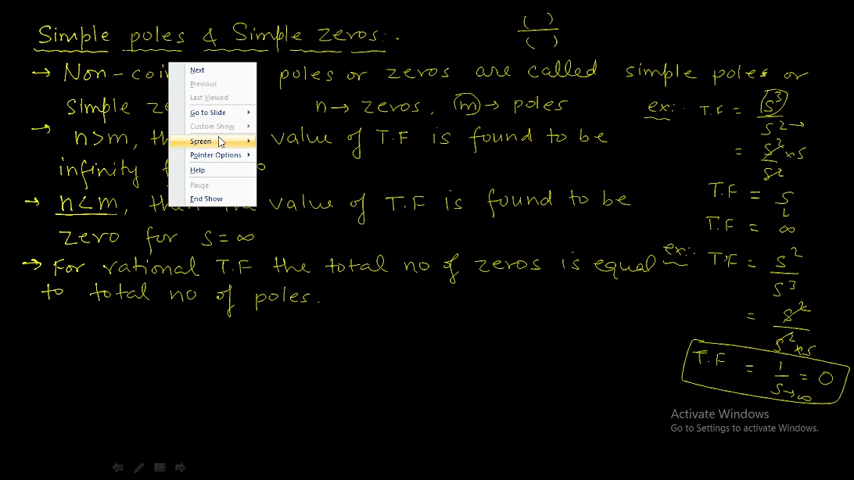 Simple poles & Simple zeros:.
( )
( )
→ Non-coin poles or zeros are called simple poles or
simple ze n→ zeros, m → poles
→ n>m, th value of T.F is found to be
infinity
→ n<m, then the value of T.F is found to be
zero for s=∞
→ For rational T.F the total no of zeros is equal
to total no of poles.
ex:- T.F = s³
s²→
= s²×s
s²
T.F = s
T.F = ∞
ex:- T.F = s²
s³
= s²
s²×s
T.F = 1 = 0
s→∞
Next
Previous
Last Viewed
Go to Slide
Custom Show
Screen
Pointer Options
Help
Pause
End Show
Activate Windows
Go to Settings to activate Windows.